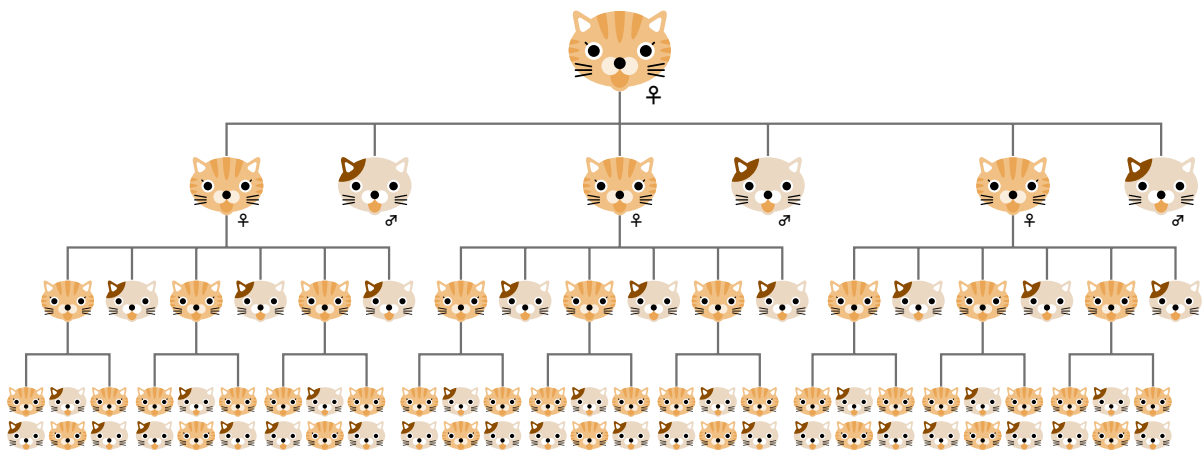 ♀
♀ ♂ ♀ ♂ ♀ ♂